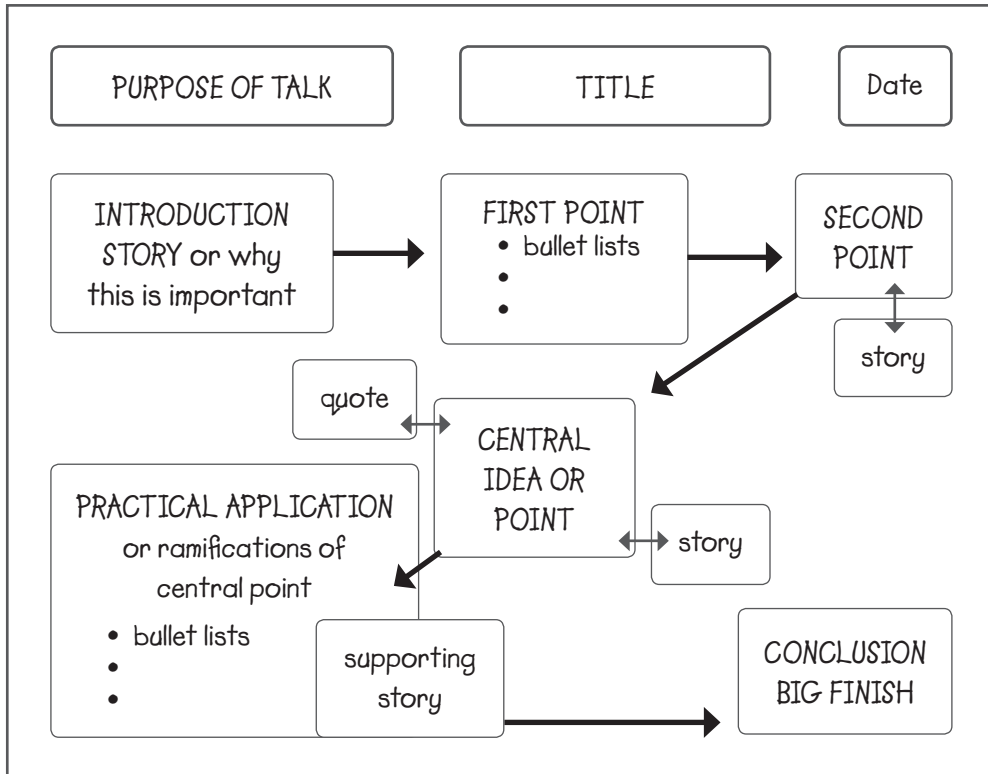 PURPOSE OF TALK
TITLE
Date
INTRODUCTION
STORY or why
this is important
FIRST POINT
• bullet lists
•
•
SECOND
POINT
story
quote
CENTRAL
IDEA OR
POINT
story
PRACTICAL APPLICATION
or ramifications of
central point
• bullet lists
•
•
supporting
story
CONCLUSION
BIG FINISH